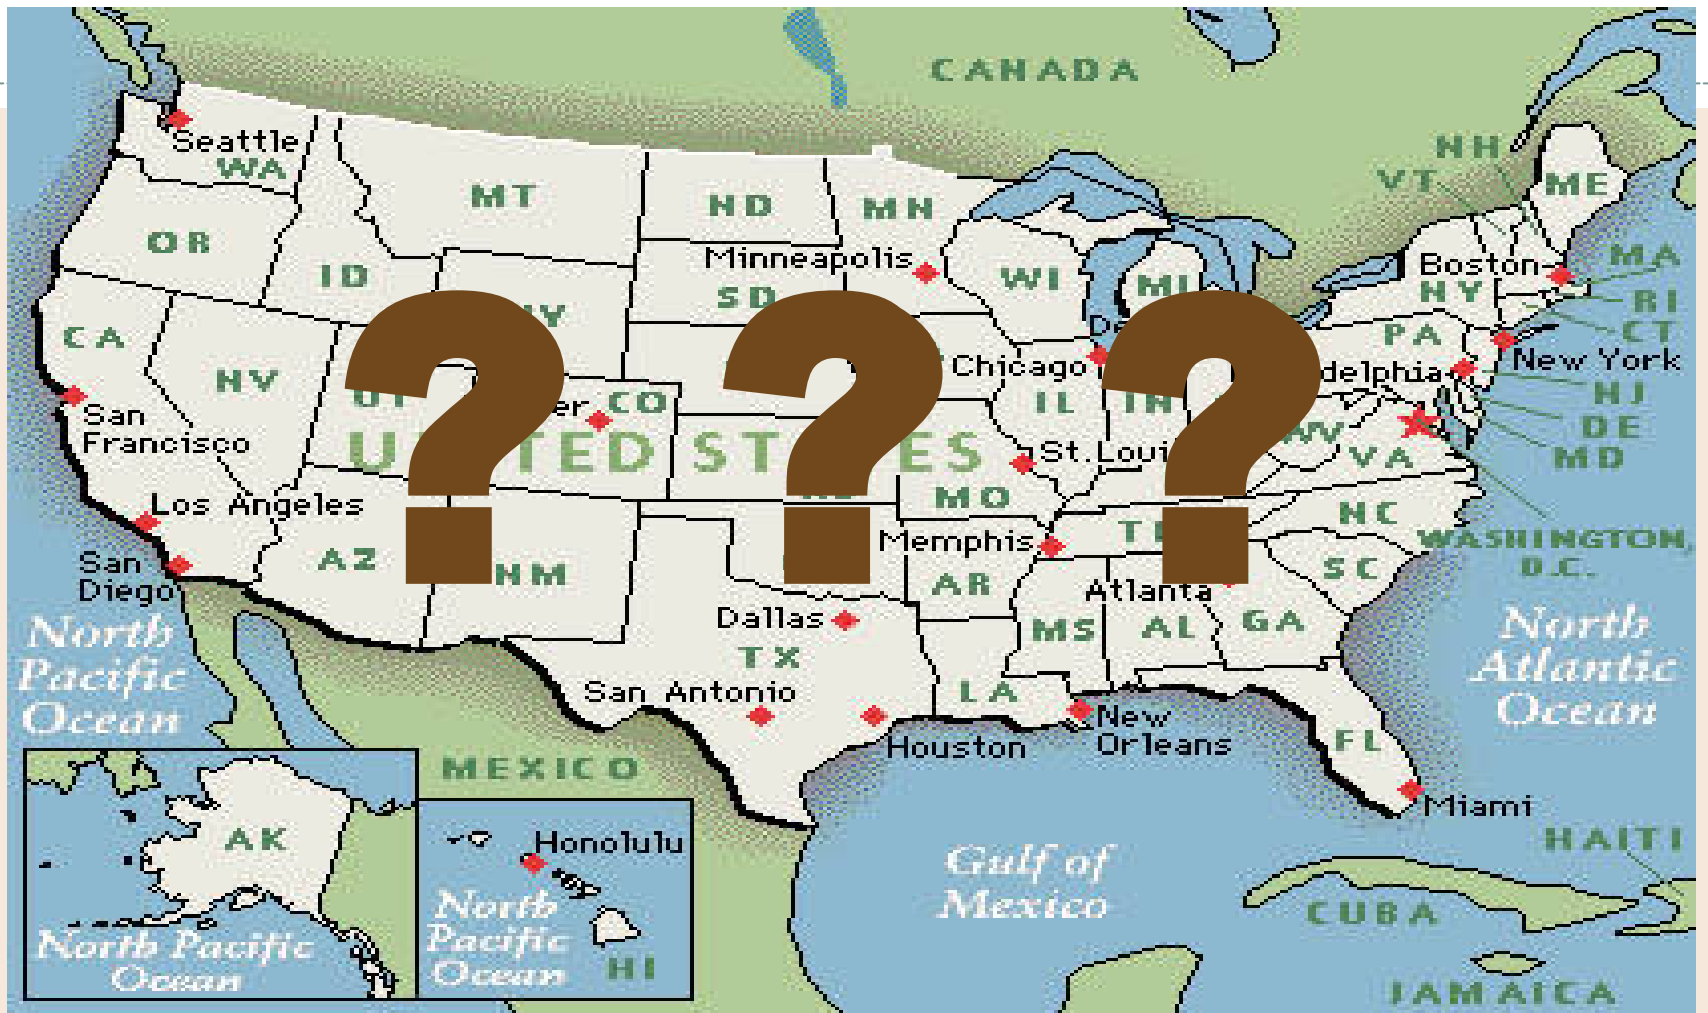 CANADA
NH
VT
ME
Seattle
WA
MT
ND
MN
OR
ID
Minneapolis
SD
WI
MI
Boston
MA
NY
RI
CT
PA
CA
NV
Chicago
New York
NJ
DE
MD
CO
IL
IN
WV
VA
San
Francisco
St.Loui
MO
NC
Los Angeles
WASHINGTON,
D.C.
Memphis
AZ
NM
AR
SC
San
Diego
Atlanta
Dallas
MS
AL
GA
TX
North
Pacific
Ocean
North
Atlantic
Ocean
San Antonio
LA
New
Orleans
Houston
FL
MEXICO
Miami
AK
Honolulu
HAITI
Gulf of
Mexico
CUBA
North Pacific
Ocean
North
Pacific
Ocean
HI
JAMAICA
? ? ?